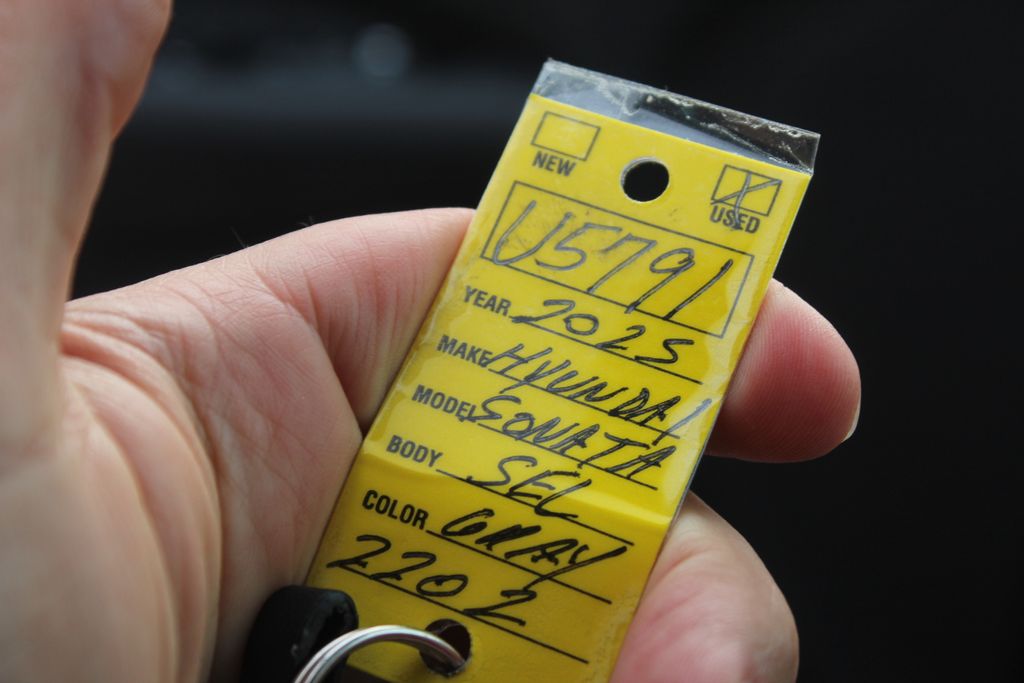 NEW USED
U5791
YEAR 2025
MAKE HYUNDAI
MODEL SONATA
BODY SEL
COLOR GRAY
2202